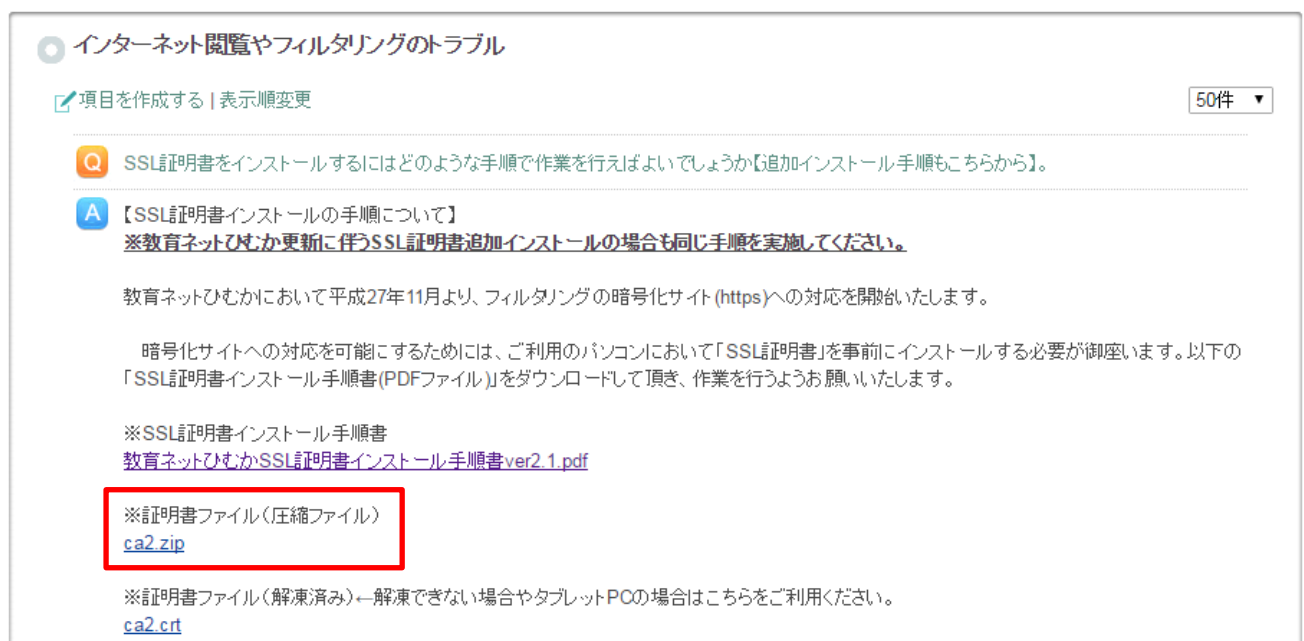 インターネット閲覧やフィルタリングのトラブル
項目を作成する | 表示順変更
50件 ▼
Q SSL証明書をインストールするにはどのような手順で作業を行えばよいでしょうか【追加インストール手順もこちらから】。
A 【SSL証明書インストールの手順について】
※教育ネットひむか更新に伴うSSL証明書追加インストールの場合も同じ手順を実施してください。
教育ネットひむかにおいて平成27年11月より、フィルタリングの暗号化サイト(https)への対応を開始いたします。
暗号化サイトへの対応を可能にするためには、ご利用のパソコンにおいて「SSL証明書」を事前にインストールする必要が御座います。以下の
「SSL証明書インストール手順書(PDFファイル)」をダウンロードして頂き、作業を行うようお願いいたします。
※SSL証明書インストール手順書
教育ネットひむかSSL証明書インストール手順書ver2.1.pdf
※証明書ファイル（圧縮ファイル）
ca2.zip
※証明書ファイル（解凍済み）←解凍できない場合やタブレットPCの場合はこちらをご利用ください。
ca2.crt